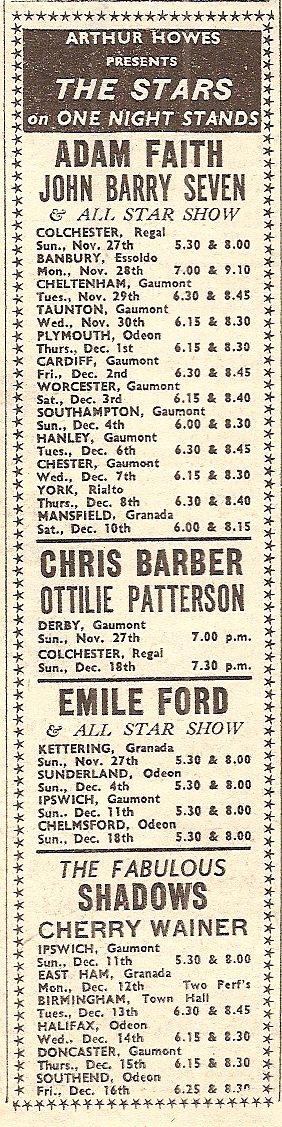 ARTHUR HOWES
PRESENTS
THE STARS
on ONE NIGHT STANDS
ADAM FAITH
JOHN BARRY SEVEN
& ALL STAR SHOW
COLCHESTER, Regal
Sun., Nov. 27th 5.30 & 8.00
BANBURY, Essoldo
Mon., Nov. 28th 7.00 & 9.10
CHELTENHAM, Gaumont
Tues., Nov. 29th 6.30 & 8.45
TAUNTON, Gaumont
Wed., Nov. 30th 6.15 & 8.30
PLYMOUTH, Odeon
Thurs., Dec. 1st 6.15 & 8.30
CARDIFF, Gaumont
Fri., Dec. 2nd 6.30 & 8.45
WORCESTER, Gaumont
Sat., Dec. 3rd 6.15 & 8.40
SOUTHAMPTON, Gaumont
Sun., Dec. 4th 6.00 & 8.30
HANLEY, Gaumont
Tues., Dec. 6th 6.30 & 8.45
CHESTER, Gaumont
Wed., Dec. 7th 6.15 & 8.30
YORK, Rialto
Thurs., Dec. 8th 6.30 & 8.40
MANSFIELD, Granada
Sat., Dec. 10th 6.00 & 8.15
CHRIS BARBER
OTTILIE PATTERSON
DERBY, Gaumont
Sun., Nov. 27th 7.00 p.m.
COLCHESTER, Regal
Sun., Dec. 18th 7.30 p.m.
EMILE FORD
& ALL STAR SHOW
KETTERING, Granada
Sun., Nov. 27th 5.30 & 8.00
SUNDERLAND, Odeon
Sun., Dec. 4th 5.30 & 8.00
IPSWICH, Gaumont
Sun.. Dec. 11th 5.30 & 8.00
CHELMSFORD, Odeon
Sun., Dec. 18th 5.30 & 8.00
THE FABULOUS
SHADOWS
CHERRY WAINER
IPSWICH, Gaumont
Sun., Dec. 11th 5.30 & 8.00
EAST HAM, Granada
Mon., Dec. 12th Two Perf's
BIRMINGHAM, Town Hall
Tues., Dec. 13th 6.30 & 8.45
HALIFAX, Odeon
Wed., Dec. 14th 6.15 & 8.30
DONCASTER, Gaumont
Thurs., Dec. 15th 6.15 & 8.30
SOUTHEND, Odeon
Fri., Dec. 16th 6.25 & 8.30